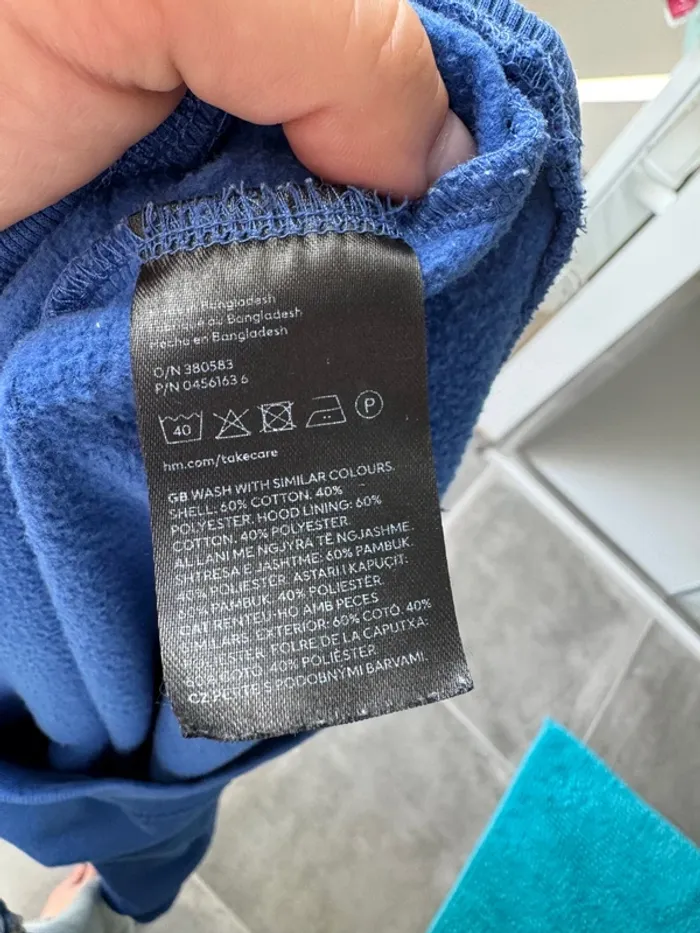 Made in Bangladesh
Fabriqué au Bangladesh
Hecho en Bangladesh
O/N 380583
P/N 0456163 6
40 P
hm.com/takecare
GB WASH WITH SIMILAR COLOURS.
SHELL: 60% COTTON. 40%
POLYESTER. HOOD LINING: 60%
COTTON. 40% POLYESTER.
AL LANI ME NGJYRA TË NGJASHME.
SHTRESA E JASHTME: 60% PAMBUK.
40% POLIESTËR. ASTARI I KAPUÇIT:
60% PAMBUK. 40% POLIESTËR.
CAT RENTEU-HO AMB PECES
SIMILARS. EXTERIOR: 60% COTÓ. 40%
POLIÈSTER. FOLRE DE LA CAPUTXA:
60% COTÓ. 40% POLIÈSTER.
CZ PERTE S PODOBNÝMI BARVAMI.